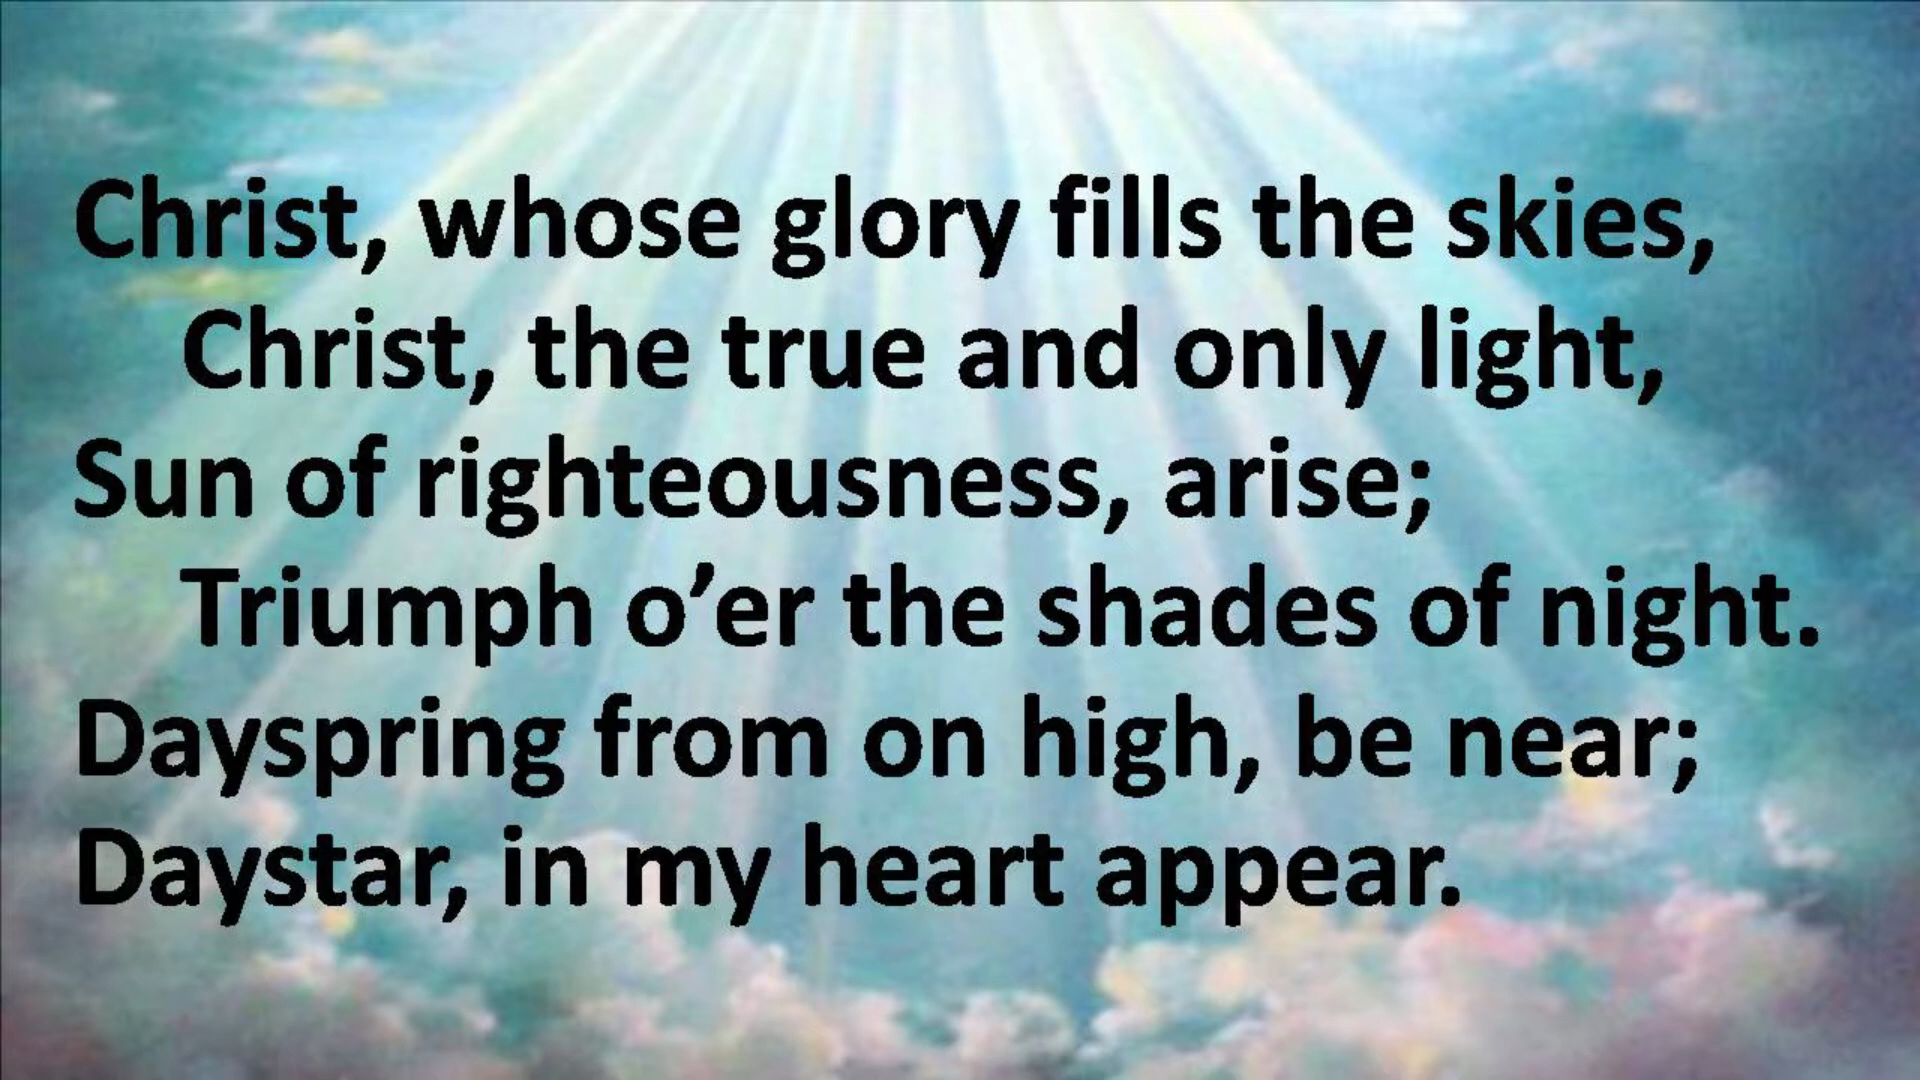 Christ, whose glory fills the skies,
Christ, the true and only light,
Sun of righteousness, arise;
Triumph o’er the shades of night.
Dayspring from on high, be near;
Daystar, in my heart appear.